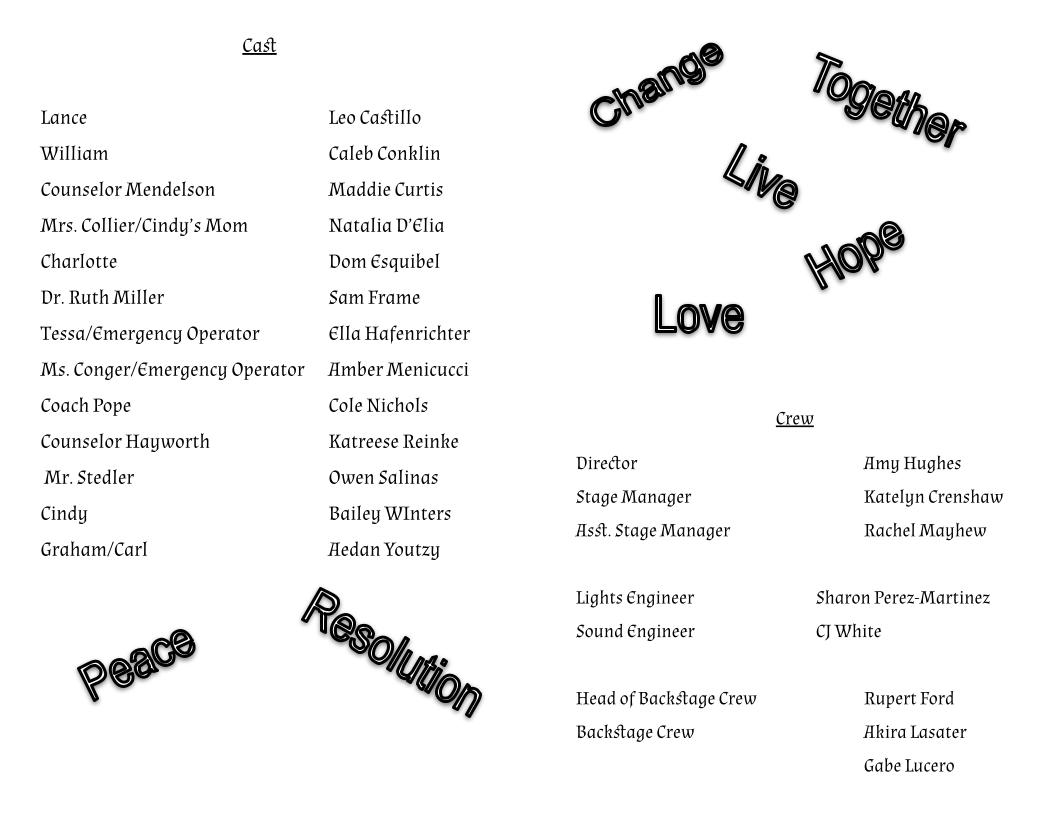 Cast
Lance Leo Castillo
William Caleb Conklin
Counselor Mendelson Maddie Curtis
Mrs. Collier/Cindy's Mom Natalia D'Elia
Charlotte Dom Esquibel
Dr. Ruth Miller Sam Frame
Tessa/Emergency Operator Ella Hafenrichter
Ms. Conger/Emergency Operator Amber Menicucci
Coach Pope Cole Nichols
Counselor Hayworth Katreese Reinke
Mr. Stedler Owen Salinas
Cindy Bailey WInters
Graham/Carl Aedan Youtzy
Peace
Resolution
Change
Together
Live
Hope
Love
Crew
Director Amy Hughes
Stage Manager Katelyn Crenshaw
Asst. Stage Manager Rachel Mayhew
Lights Engineer Sharon Perez-Martinez
Sound Engineer CJ White
Head of Backstage Crew Rupert Ford
Backstage Crew Akira Lasater
Gabe Lucero